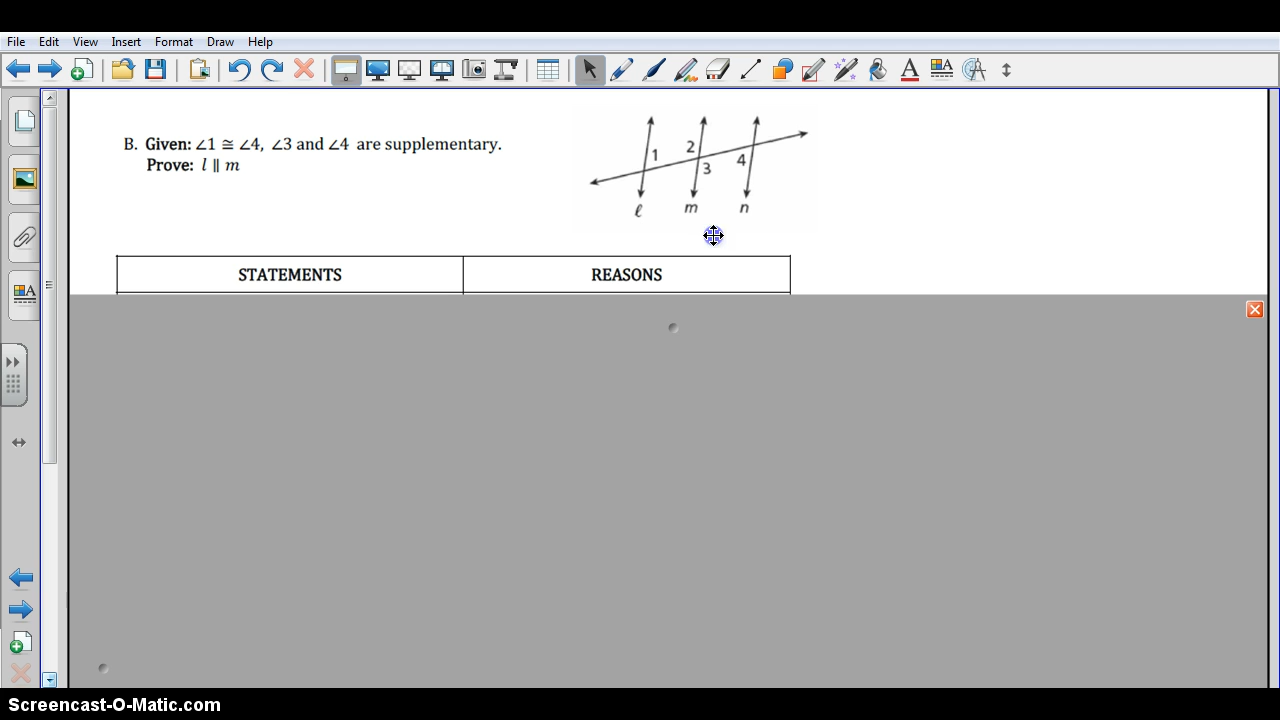 File Edit View Insert Format Draw Help
B. Given: ∠1 ≅ ∠4, ∠3 and ∠4 are supplementary.
Prove: l ∥ m
1 2 3 4
ℓ m n
STATEMENTS REASONS
Screencast-O-Matic.com